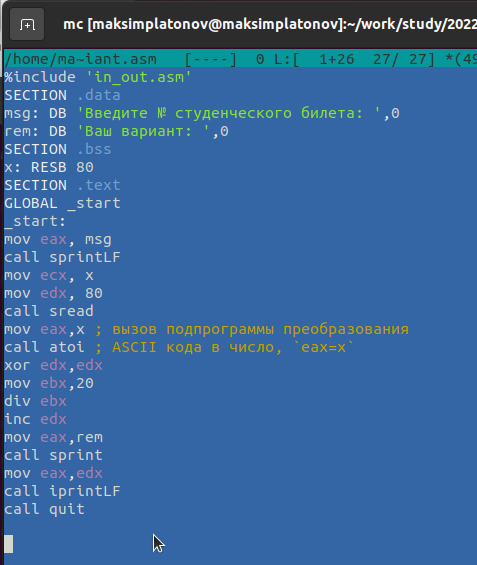 mc [maksimplatonov@maksimplatonov]:~/work/study/2022
/home/ma~iant.asm [----] 0 L:[ 1+26 27/ 27] *(49
%include 'in_out.asm'
SECTION .data
msg: DB 'Введите № студенческого билета: ',0
rem: DB 'Ваш вариант: ',0
SECTION .bss
x: RESB 80
SECTION .text
GLOBAL _start
_start:
mov eax, msg
call sprintLF
mov ecx, x
mov edx, 80
call sread
mov eax,x ; вызов подпрограммы преобразования
call atoi ; ASCII кода в число, `eax=x`
xor edx,edx
mov ebx,20
div ebx
inc edx
mov eax,rem
call sprint
mov eax,edx
call iprintLF
call quit